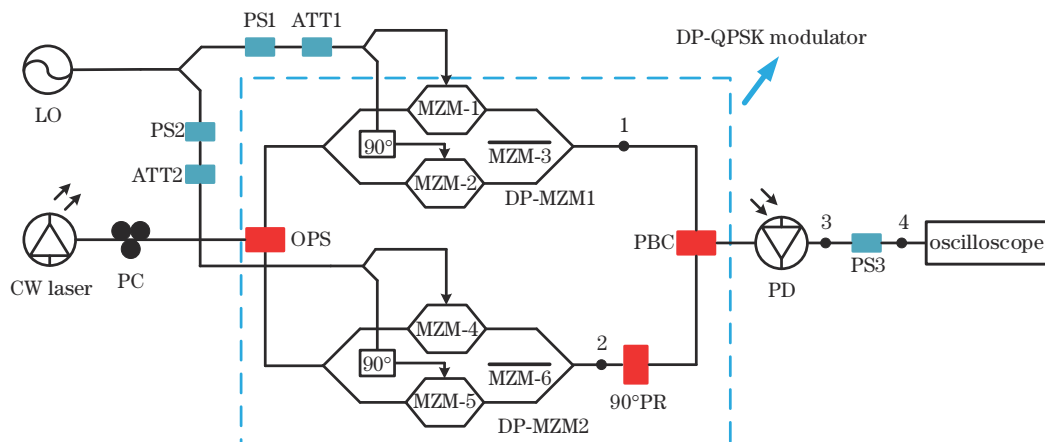 PS1 ATT1
DP-QPSK modulator
LO
MZM-1
PS2
90°
MZM-3
1
ATT2
MZM-2
DP-MZM1
OPS
PBC
3
4
oscilloscope
PS3
CW laser
PC
PD
MZM-4
2
90°
MZM-6
MZM-5
90°PR
DP-MZM2